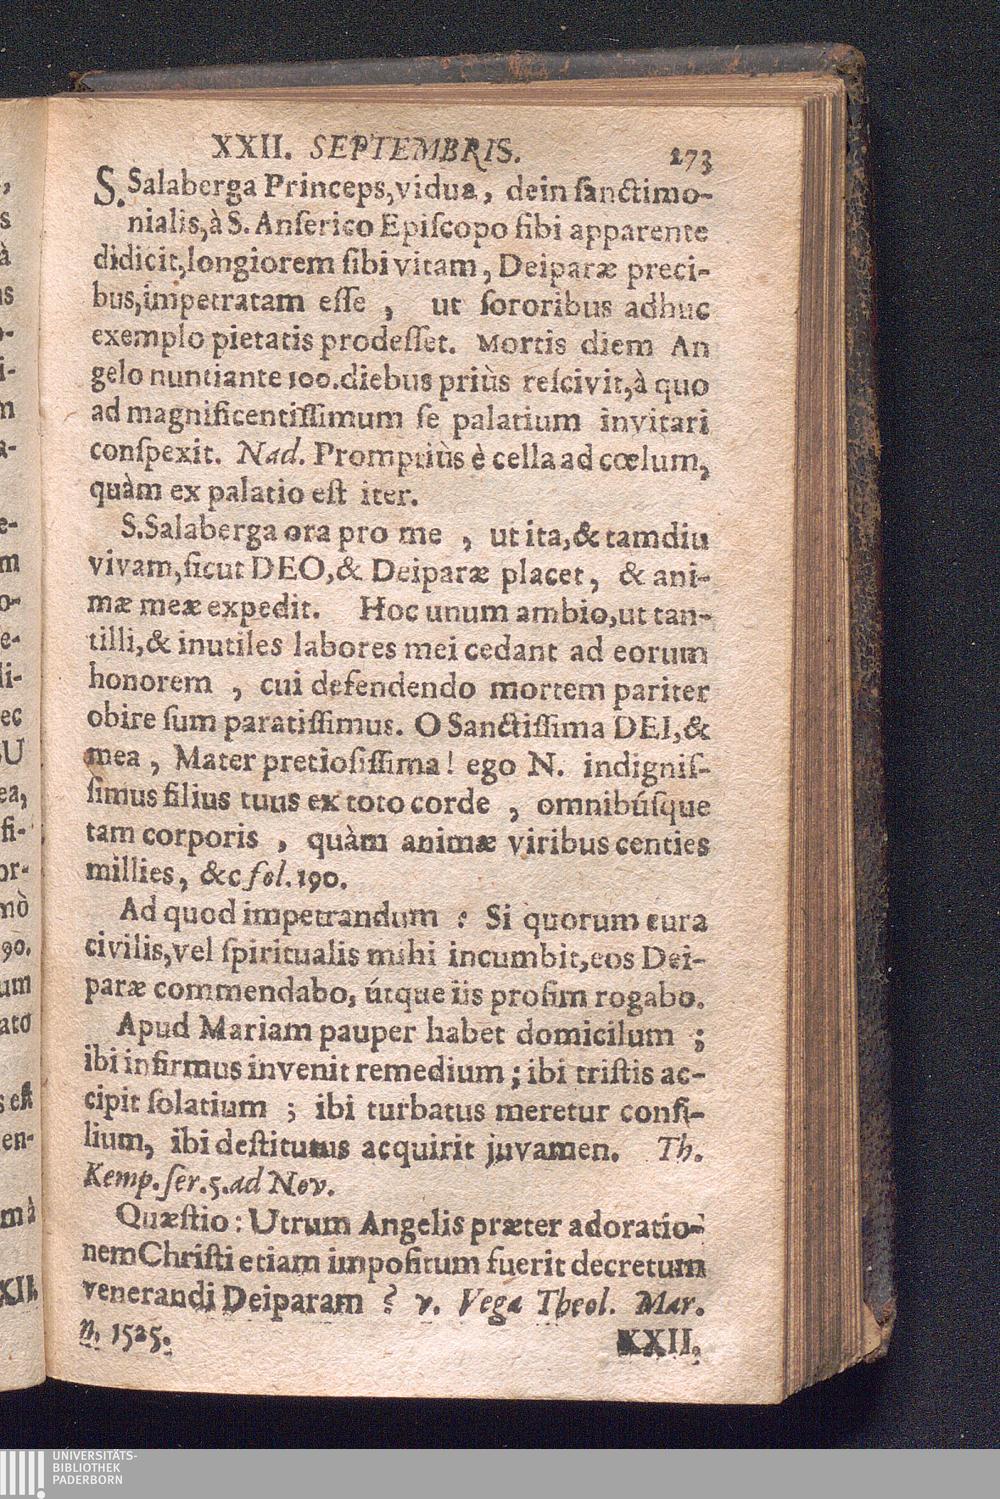 XXII. SEPTEMBRIS. 273
S. Salaberga Princeps, vidua, dein ſanctimo-
nialis, à S. Anſerico Epiſcopo ſibi apparente
didicit, longiorem ſibi vitam, Deiparæ preci-
bus, impetratam eſſe, ut ſororibus adhuc
exemplo pietatis prodeſſet. Mortis diem An
gelo nuntiante 100. diebus priùs reſcivit, à quo
ad magnificentiſſimum ſe palatium invitari
conſpexit. Nad. Promptiùs è cella ad cœlum,
quàm ex palatio eſt iter.
S. Salaberga ora pro me, ut ita, & tamdiu
vivam, ſicut DEO, & Deiparæ placet, & ani-
mæ meæ expedit. Hoc unum ambio, ut tan-
tilli, & inutiles labores mei cedant ad eorum
honorem, cui defendendo mortem pariter
obire ſum paratiſſimus. O Sanctiſſima DEI, &
mea, Mater pretioſiſſima! ego N. indigniſ-
ſimus filius tuus ex toto corde, omnibúſque
tam corporis, quàm animæ viribus centies
millies, &c fol. 190.
Ad quod impetrandum: Si quorum cura
civilis, vel ſpiritualis mihi incumbit, eos Dei-
paræ commendabo, útque iis proſim rogabo.
Apud Mariam pauper habet domicilum;
ibi infirmus invenit remedium; ibi triſtis ac-
cipit ſolatium; ibi turbatus meretur conſi-
lium, ibi deſtitutus acquirit juvamen. Th.
Kemp. ſer. 5. ad Nov.
Quæſtio: Utrum Angelis præter adoratio-
nem Chriſti etiam impoſitum fuerit decretum
venerandi Deiparam? v. Vega Theol. Mar.
n. 1525.
XXII.
UNIVERSITÄTS-
BIBLIOTHEK
PADERBORN